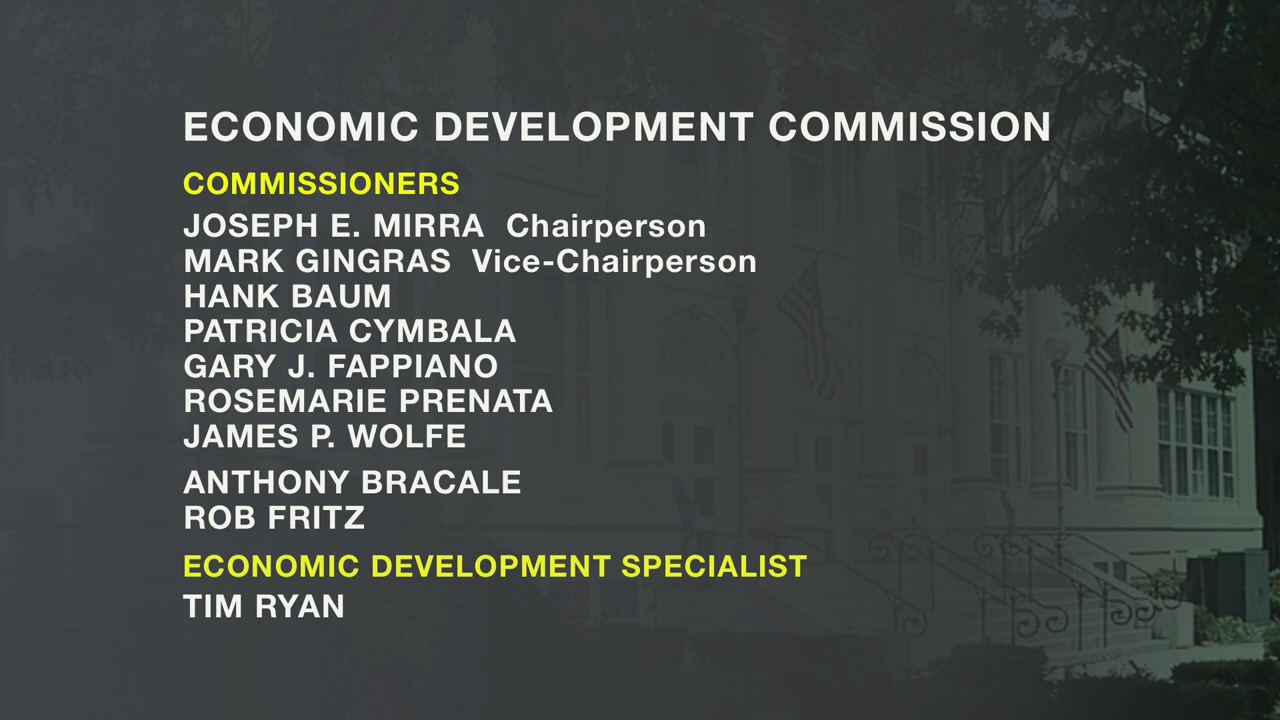 ECONOMIC DEVELOPMENT COMMISSION
COMMISSIONERS
JOSEPH E. MIRRA Chairperson
MARK GINGRAS Vice-Chairperson
HANK BAUM
PATRICIA CYMBALA
GARY J. FAPPIANO
ROSEMARIE PRENATA
JAMES P. WOLFE
ANTHONY BRACALE
ROB FRITZ
ECONOMIC DEVELOPMENT SPECIALIST
TIM RYAN